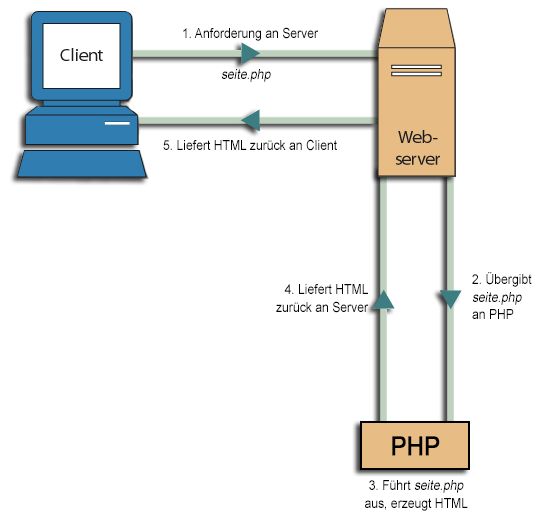 Client
1. Anforderung an Server
seite.php
5. Liefert HTML zurück an Client
Web-
server
4. Liefert HTML
zurück an Server
2. Übergibt
seite.php
an PHP
PHP
3. Führt seite.php
aus, erzeugt HTML